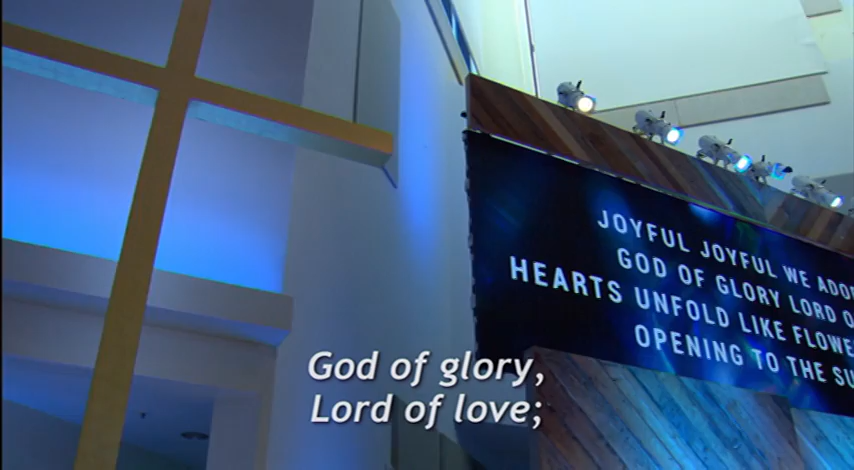 JOYFUL JOYFUL WE ADO
GOD OF GLORY LORD O
HEARTS UNFOLD LIKE FLOWE
OPENING TO THE SU
God of glory,
Lord of love;